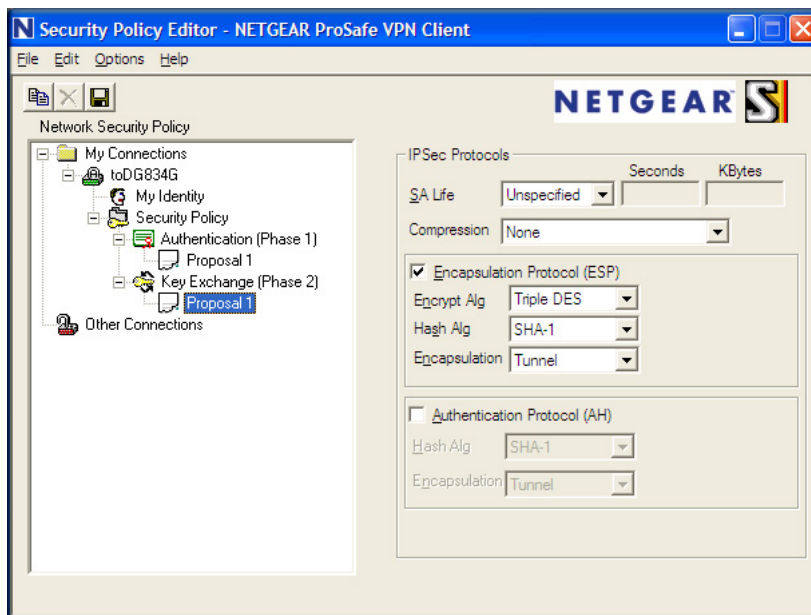 Security Policy Editor - NETGEAR ProSafe VPN Client
File Edit Options Help
NETGEAR
Network Security Policy
My Connections
toDG834G
My Identity
Security Policy
Authentication (Phase 1)
Proposal 1
Key Exchange (Phase 2)
Proposal 1
Other Connections
IPSec Protocols
Seconds KBytes
SA Life Unspecified
Compression None
Encapsulation Protocol (ESP)
Encrypt Alg Triple DES
Hash Alg SHA-1
Encapsulation Tunnel
Authentication Protocol (AH)
Hash Alg SHA-1
Encapsulation Tunnel